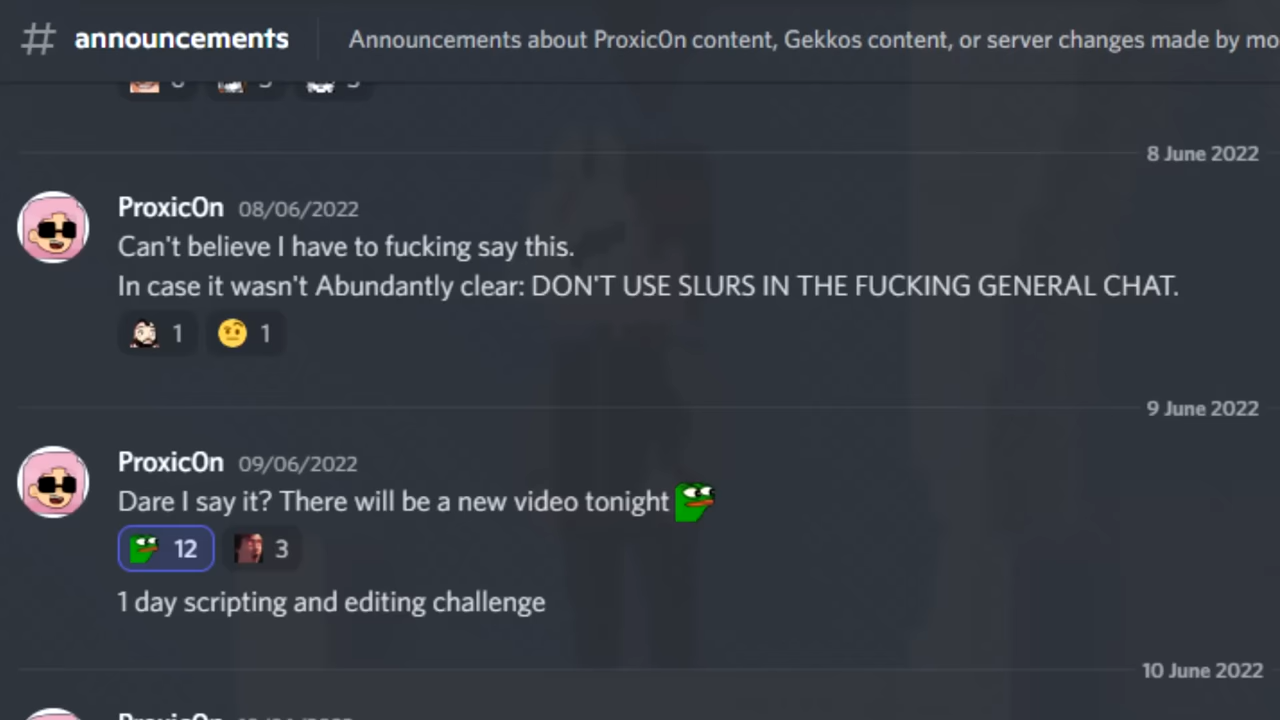 # announcements
Announcements about Proxic0n content, Gekkos content, or server changes made by mo
8 June 2022
Proxic0n 08/06/2022
Can't believe I have to fucking say this.
In case it wasn't Abundantly clear: DON'T USE SLURS IN THE FUCKING GENERAL CHAT.
1 1
9 June 2022
Proxic0n 09/06/2022
Dare I say it? There will be a new video tonight
12 3
1 day scripting and editing challenge
10 June 2022